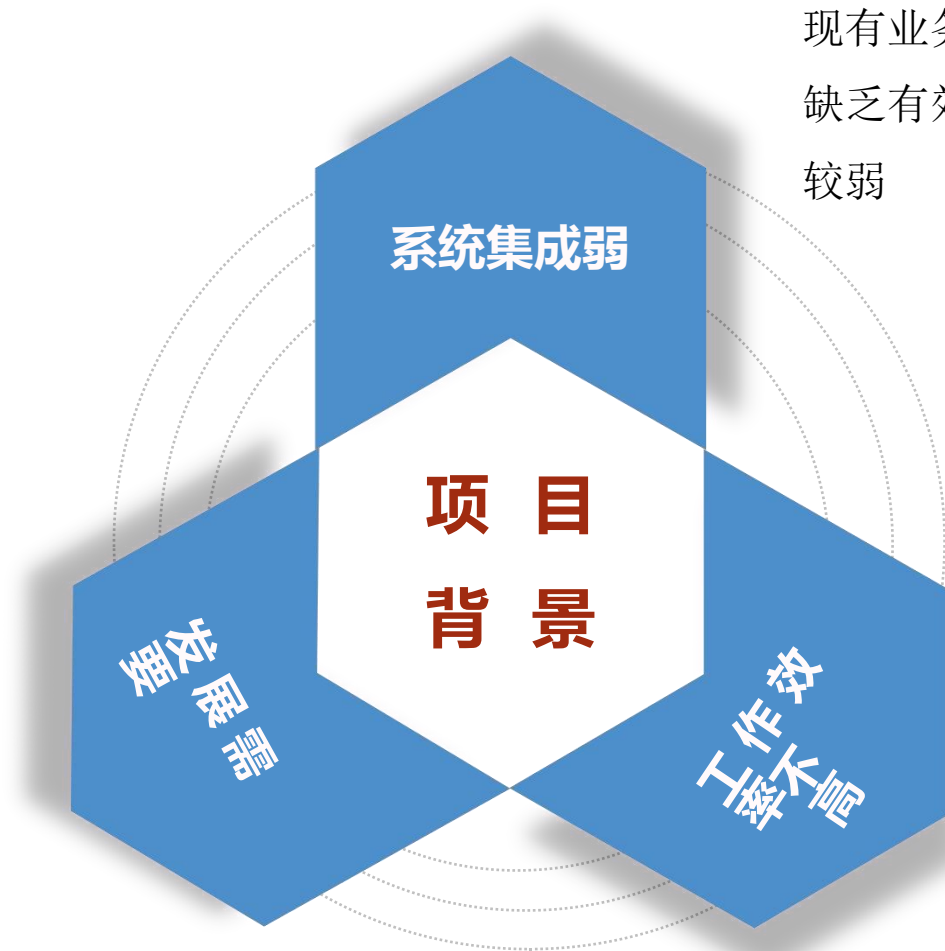 现有业务
缺乏有效
较弱
系统集成弱
项 目
背 景
发展需
要
工作效
率不高